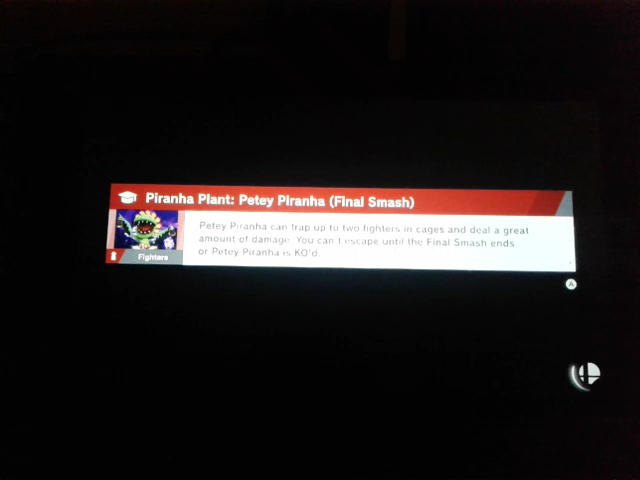 Piranha Plant: Petey Piranha (Final Smash)
Petey Piranha can trap up to two fighters in cages and deal a great
amount of damage. You can't escape until the Final Smash ends
or Petey Piranha is KO'd.
Fighters
A